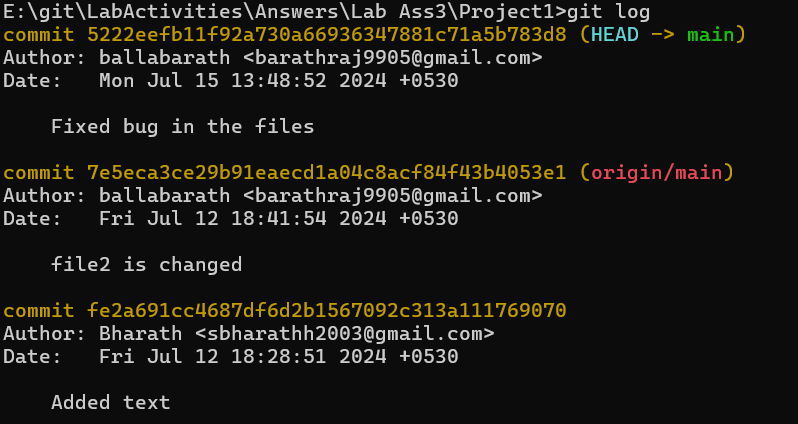 E:\git\LabActivities\Answers\Lab Ass3\Project1>git log
commit 5222eefb11f92a730a66936347881c71a5b783d8 (HEAD -> main)
Author: ballabarath <barathraj9905@gmail.com>
Date:   Mon Jul 15 13:48:52 2024 +0530
    Fixed bug in the files
commit 7e5eca3ce29b91eaecd1a04c8acf84f43b4053e1 (origin/main)
Author: ballabarath <barathraj9905@gmail.com>
Date:   Fri Jul 12 18:41:54 2024 +0530
    file2 is changed
commit fe2a691cc4687df6d2b1567092c313a111769070
Author: Bharath <sbharathh2003@gmail.com>
Date:   Fri Jul 12 18:28:51 2024 +0530
    Added text